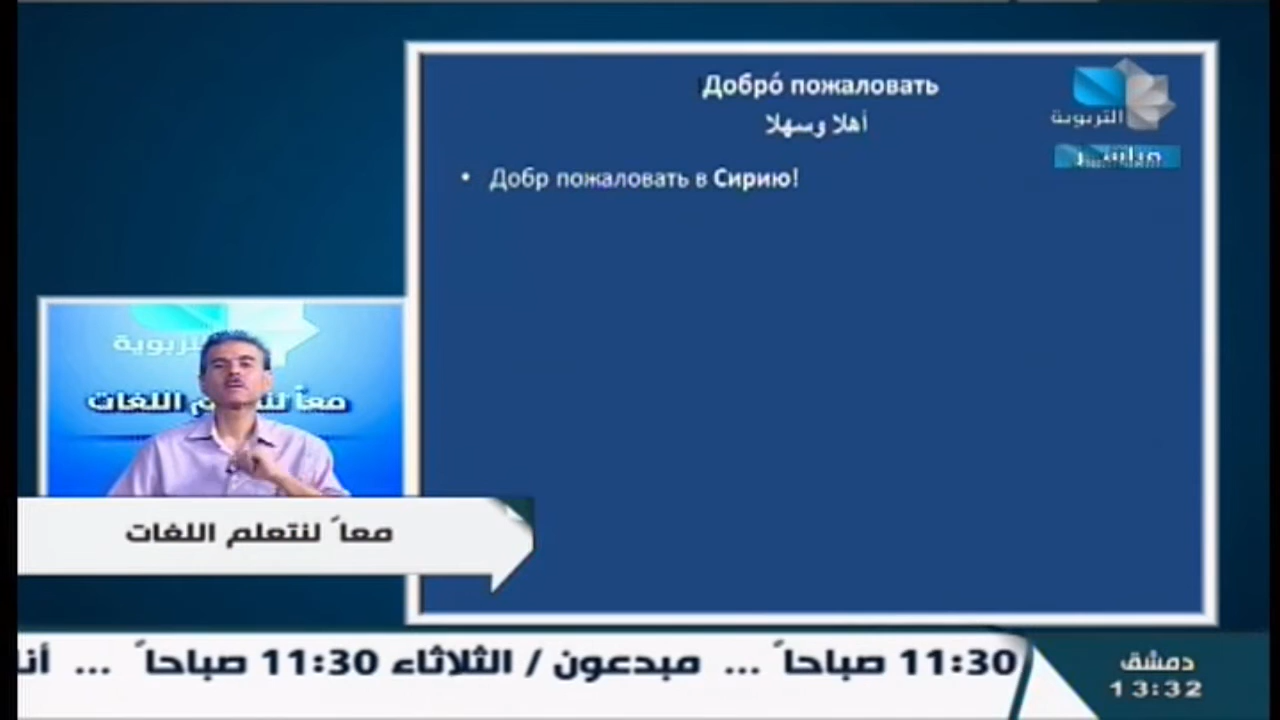 Добро́ пожаловать
أهلا وسهلا
• Добр пожаловать в Сирию!
التربوية
مباشر
معاً لنتعلم اللغات
معا ً لنتعلم اللغات
11:30 صباحا ً ... مبدعون / الثلاثاء 11:30 صباحا ً ...
دمشق
13:32